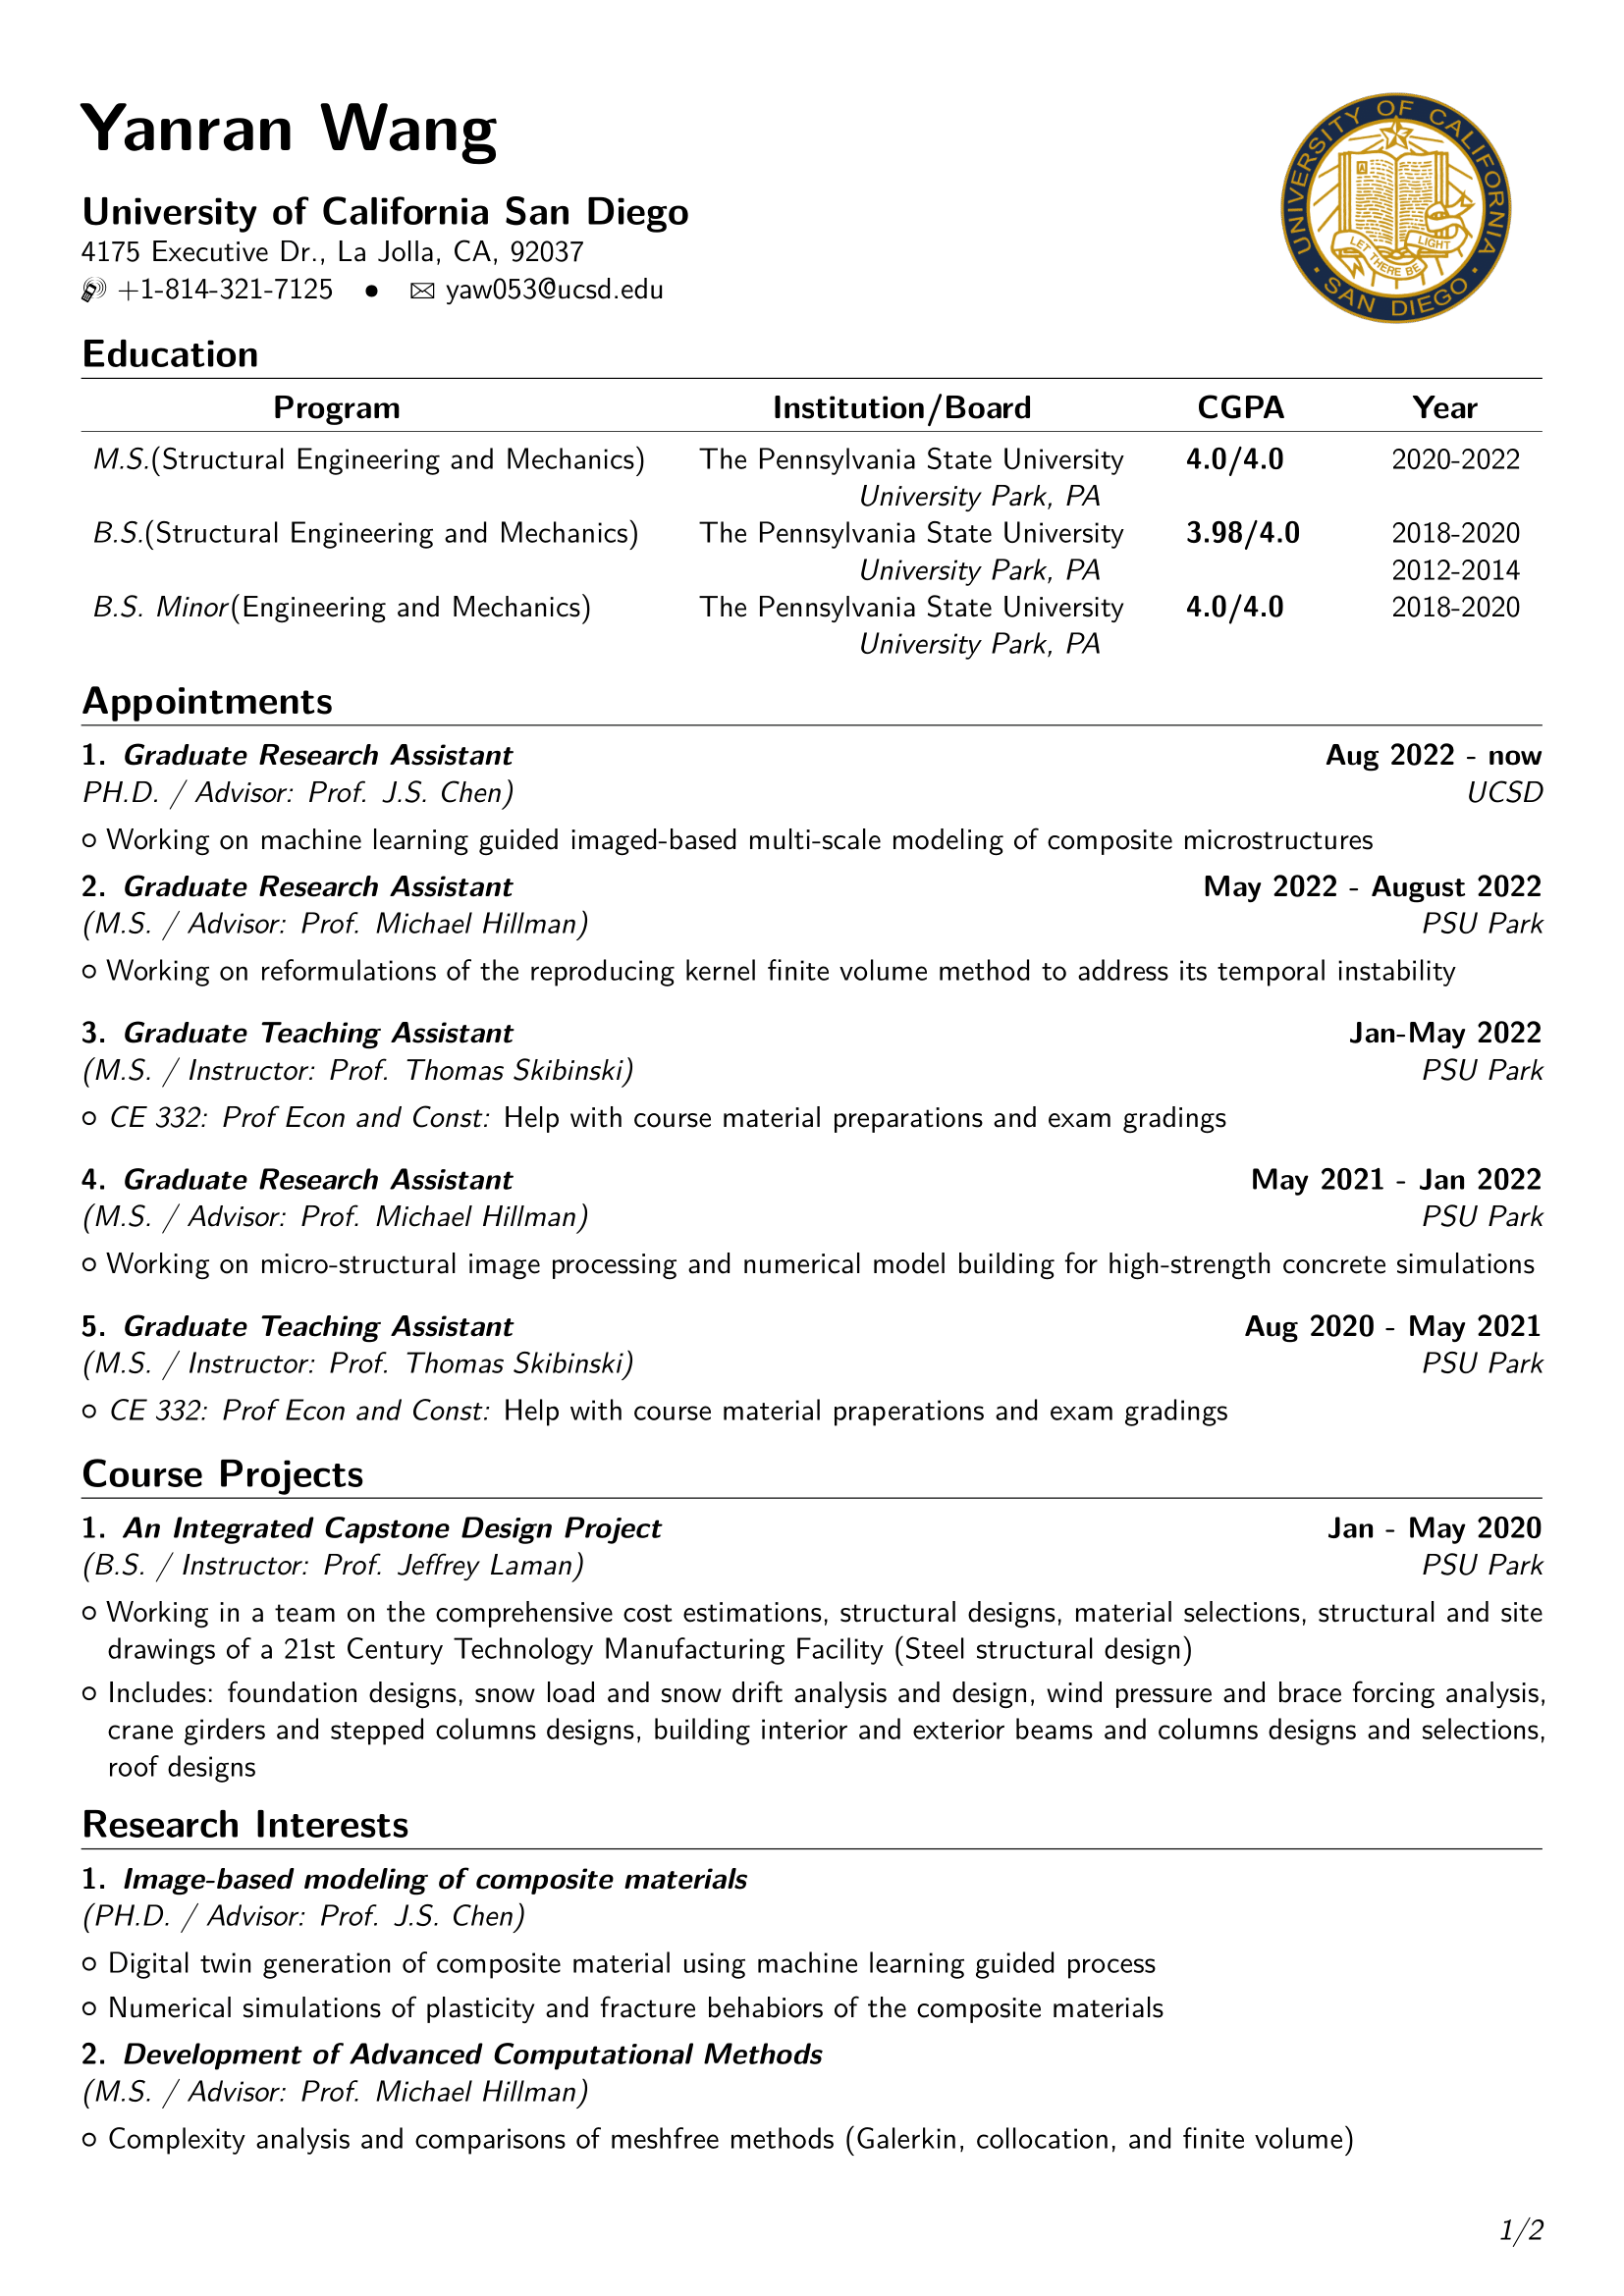 Yanran Wang
University of California San Diego
4175 Executive Dr., La Jolla, CA, 92037
+1-814-321-7125 • yaw053@ucsd.edu
UNIVERSITY OF CALIFORNIA • SAN DIEGO •
A
LET THERE BE LIGHT
Education
Program Institution/Board CGPA Year
M.S.(Structural Engineering and Mechanics) The Pennsylvania State University 4.0/4.0 2020-2022
University Park, PA
B.S.(Structural Engineering and Mechanics) The Pennsylvania State University 3.98/4.0 2018-2020
University Park, PA 2012-2014
B.S. Minor(Engineering and Mechanics) The Pennsylvania State University 4.0/4.0 2018-2020
University Park, PA
Appointments
1. Graduate Research Assistant Aug 2022 - now
PH.D. / Advisor: Prof. J.S. Chen) UCSD
○ Working on machine learning guided imaged-based multi-scale modeling of composite microstructures
2. Graduate Research Assistant May 2022 - August 2022
(M.S. / Advisor: Prof. Michael Hillman) PSU Park
○ Working on reformulations of the reproducing kernel finite volume method to address its temporal instability
3. Graduate Teaching Assistant Jan-May 2022
(M.S. / Instructor: Prof. Thomas Skibinski) PSU Park
○ CE 332: Prof Econ and Const: Help with course material preparations and exam gradings
4. Graduate Research Assistant May 2021 - Jan 2022
(M.S. / Advisor: Prof. Michael Hillman) PSU Park
○ Working on micro-structural image processing and numerical model building for high-strength concrete simulations
5. Graduate Teaching Assistant Aug 2020 - May 2021
(M.S. / Instructor: Prof. Thomas Skibinski) PSU Park
○ CE 332: Prof Econ and Const: Help with course material praperations and exam gradings
Course Projects
1. An Integrated Capstone Design Project Jan - May 2020
(B.S. / Instructor: Prof. Jeffrey Laman) PSU Park
○ Working in a team on the comprehensive cost estimations, structural designs, material selections, structural and site
drawings of a 21st Century Technology Manufacturing Facility (Steel structural design)
○ Includes: foundation designs, snow load and snow drift analysis and design, wind pressure and brace forcing analysis,
crane girders and stepped columns designs, building interior and exterior beams and columns designs and selections,
roof designs
Research Interests
1. Image-based modeling of composite materials
(PH.D. / Advisor: Prof. J.S. Chen)
○ Digital twin generation of composite material using machine learning guided process
○ Numerical simulations of plasticity and fracture behabiors of the composite materials
2. Development of Advanced Computational Methods
(M.S. / Advisor: Prof. Michael Hillman)
○ Complexity analysis and comparisons of meshfree methods (Galerkin, collocation, and finite volume)
1/2